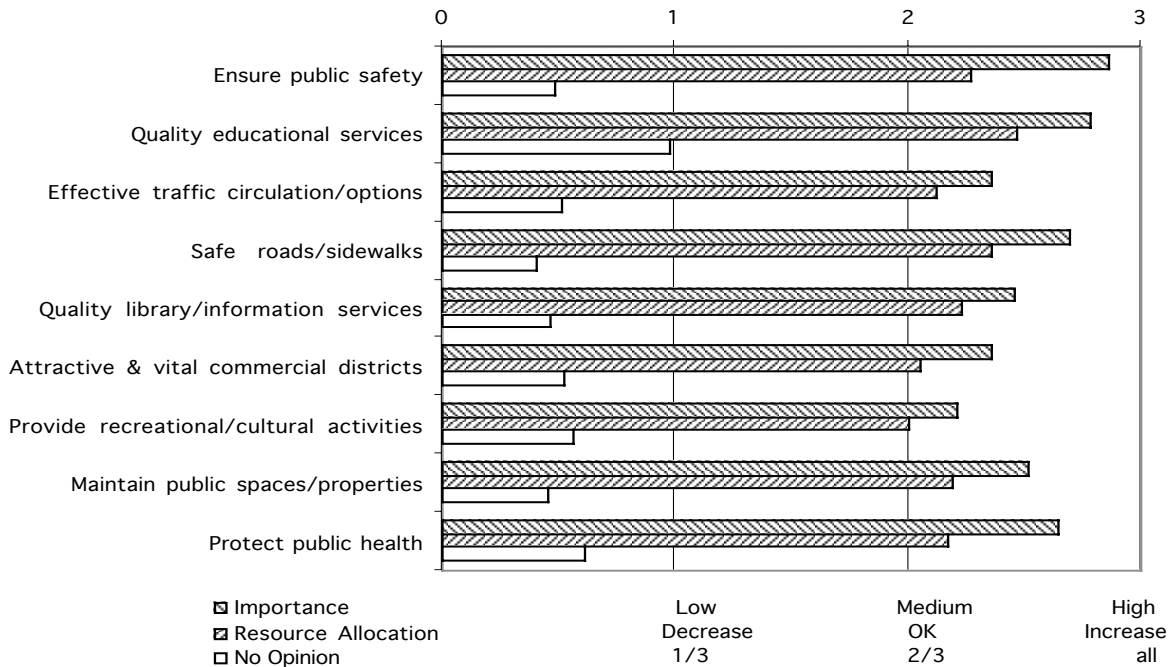 0 1 2 3
Ensure public safety
Quality educational services
Effective traffic circulation/options
Safe roads/sidewalks
Quality library/information services
Attractive & vital commercial districts
Provide recreational/cultural activities
Maintain public spaces/properties
Protect public health
Importance Low Medium High
Resource Allocation Decrease OK Increase
No Opinion 1/3 2/3 all